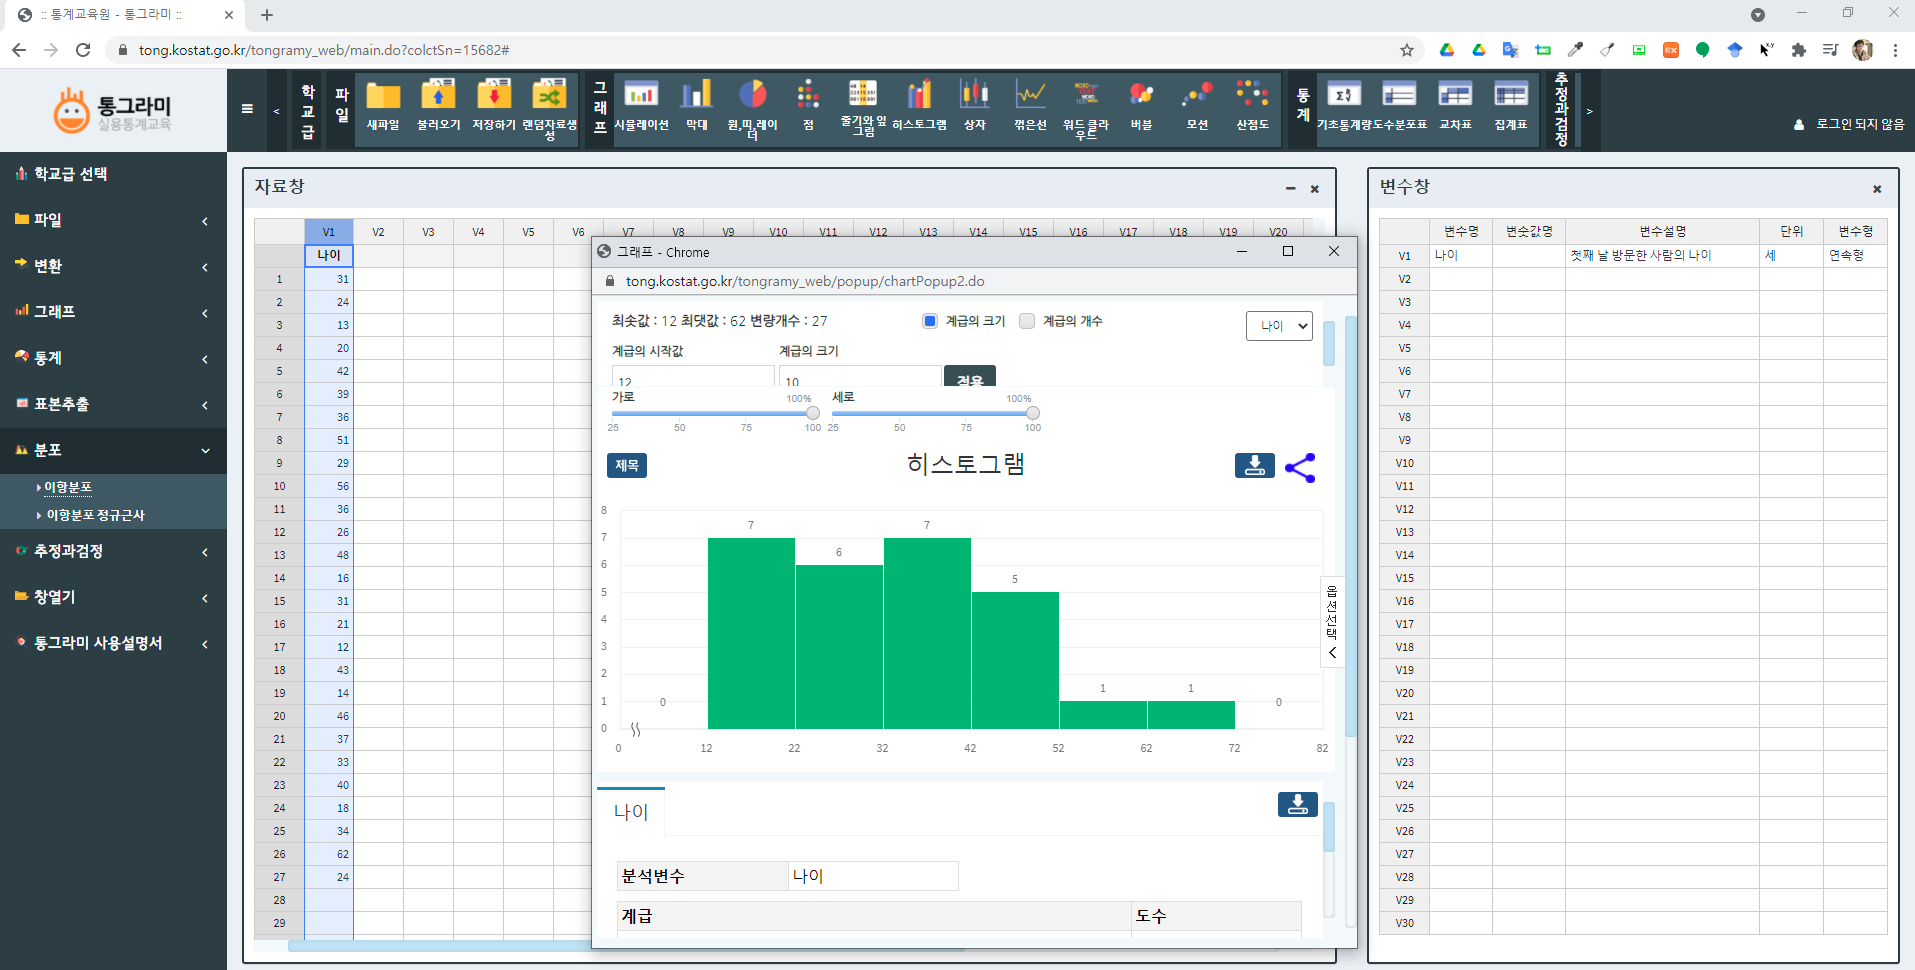 :: 통계교육원 - 통그라미 ::
tong.kostat.go.kr/tongramy_web/main.do?colctSn=15682#
통그라미
실용통계교육
학교급
파일
새파일
불러오기
저장하기
랜덤자료생성
그래프
시뮬레이션
막대
원,띠,레이더
점
줄기와 잎 그림
히스토그램
상자
꺾은선
워드 클라우드
버블
모션
산점도
통계
기초통계량
도수분포표
교차표
집계표
추정과검정
로그인 되지 않음
학교급 선택
파일
변환
그래프
통계
표본추출
분포
이항분포
이항분포 정규근사
추정과검정
창열기
통그라미 사용설명서
자료창
V1 V2 V3 V4 V5 V6 V7 V8 V9 V10 V11 V12 V13 V14 V15 V16 V17 V18 V19 V20
나이
1 31
2 24
3 13
4 20
5 42
6 39
7 36
8 51
9 29
10 56
11 36
12 26
13 48
14 16
15 31
16 21
17 12
18 43
19 14
20 46
21 37
22 33
23 40
24 18
25 34
26 62
27 24
28
29
그래프 - Chrome
tong.kostat.go.kr/tongramy_web/popup/chartPopup2.do
최솟값 : 12 최댓값 : 62 변량개수 : 27
계급의 크기
계급의 개수
나이
계급의 시작값
계급의 크기
12
10
적용
가로
100%
세로
100%
25 50 75 100
25 50 75 100
제목
히스토그램
8
7
6
5
4
3
2
1
0
0 7 6 7 5 1 1 0
0 12 22 32 42 52 62 72 82
옵션선택
나이
분석변수 나이
계급 도수
변수창
변수명 변숫값명 변수설명 단위 변수형
V1 나이 첫째 날 방문한 사람의 나이 세 연속형
V2
V3
V4
V5
V6
V7
V8
V9
V10
V11
V12
V13
V14
V15
V16
V17
V18
V19
V20
V21
V22
V23
V24
V25
V26
V27
V28
V29
V30